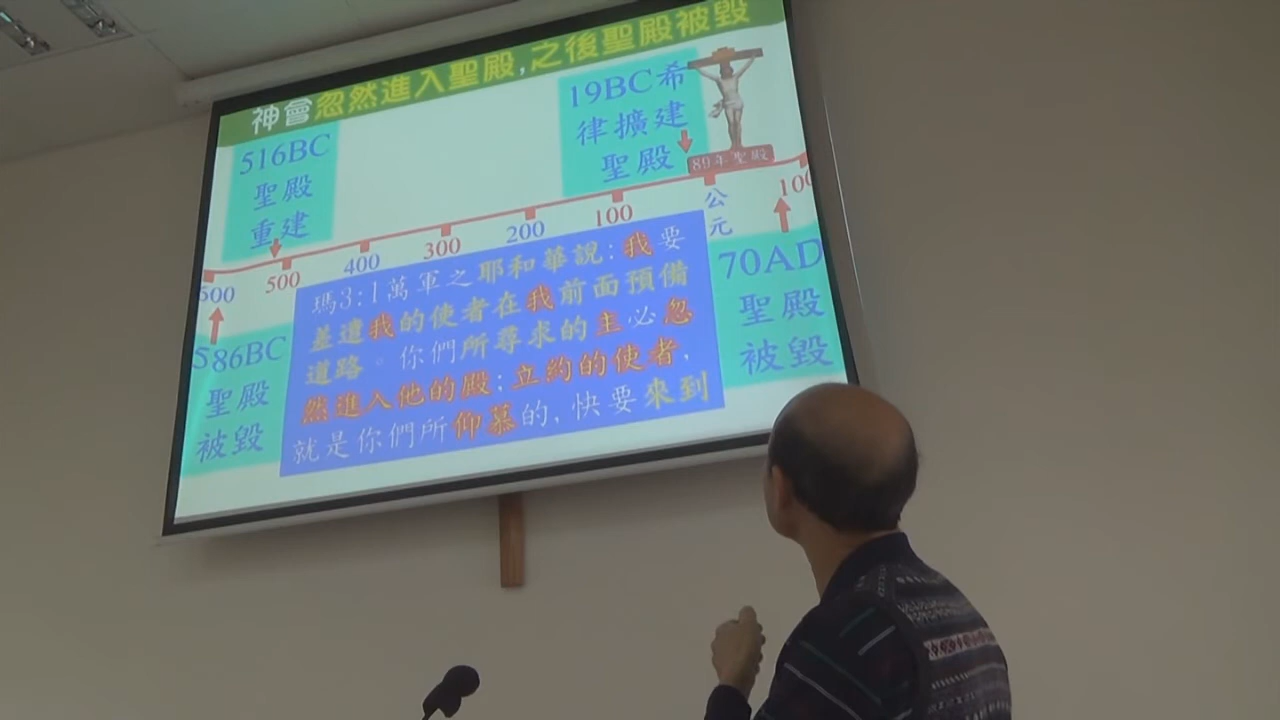 神會忽然進入聖殿,之後聖殿被毀
516BC
聖殿
重建
19BC希
律擴建
聖殿
89年聖殿
600 500 400 300 200 100 公元 100
586BC
聖殿
被毀
瑪3:1萬軍之耶和華說:我要
差遣我的使者在我前面預備
道路。你們所尋求的主必忽
然進入他的殿;立約的使者,
就是你們所仰慕的,快要來到
70AD
聖殿
被毀